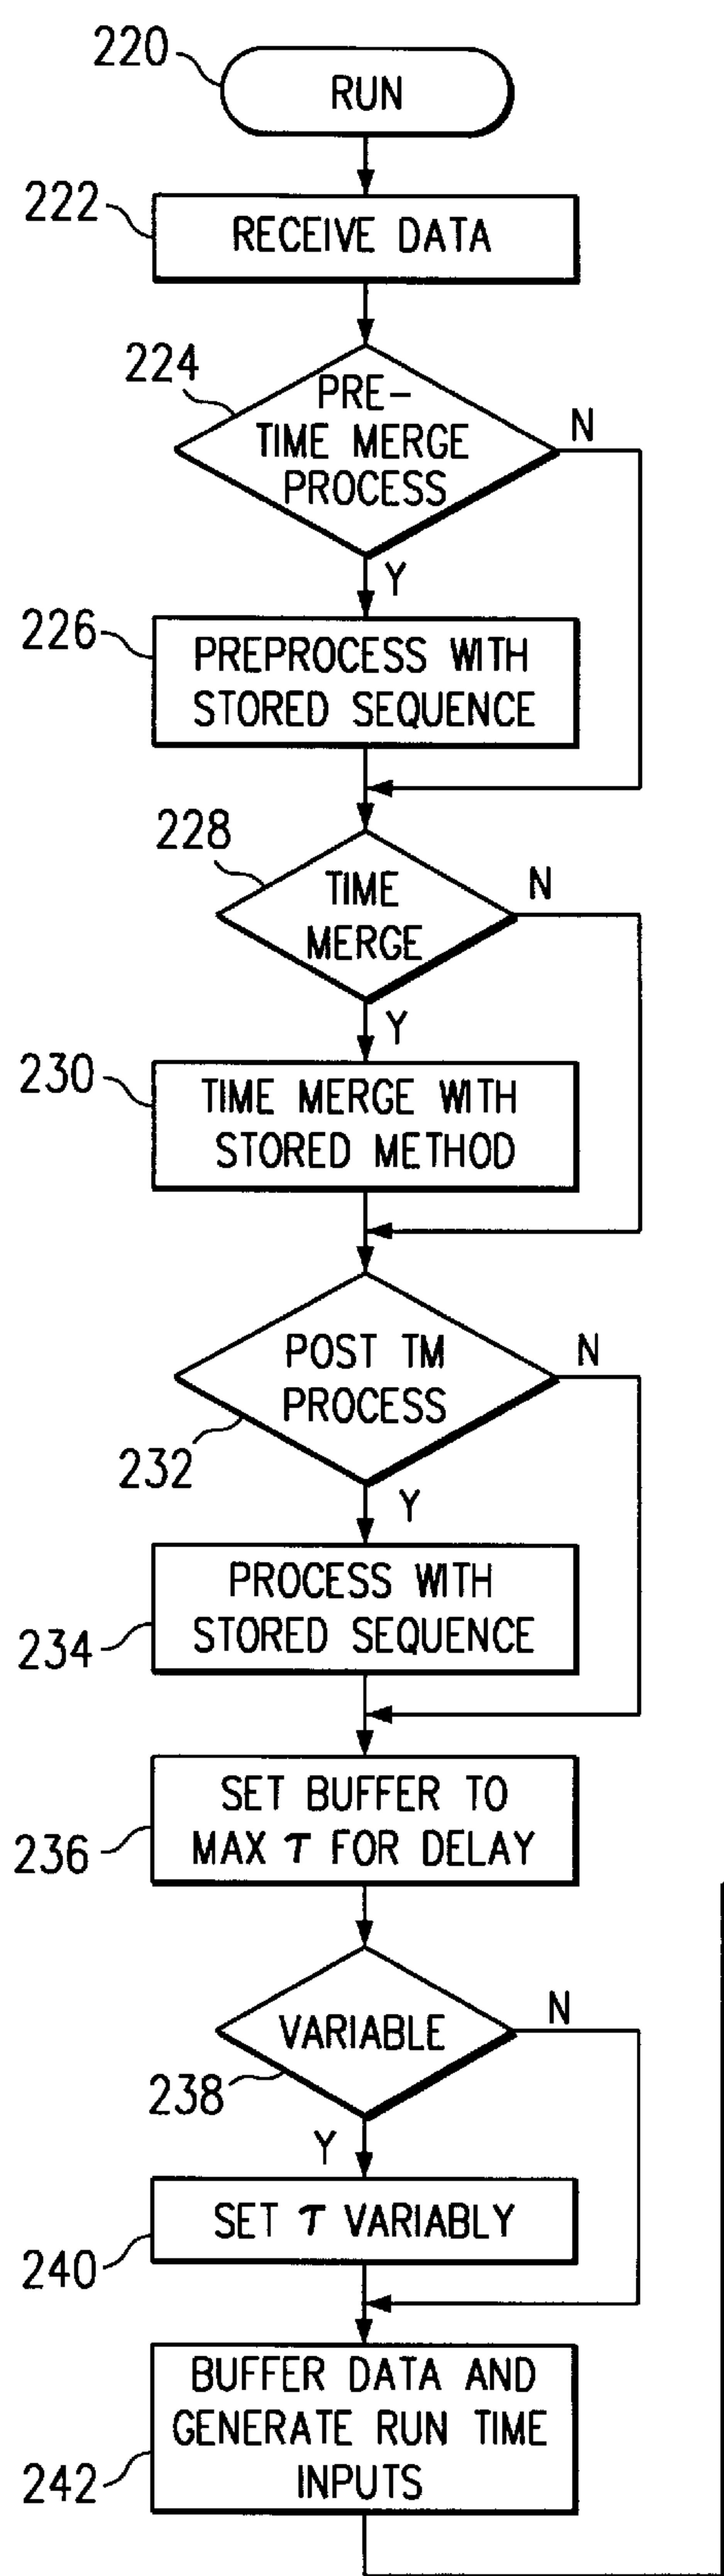 220
RUN
222
RECEIVE DATA
224
PRE-
TIME MERGE
PROCESS
N
Y
226
PREPROCESS WITH
STORED SEQUENCE
228
TIME
MERGE
N
Y
230
TIME MERGE WITH
STORED METHOD
POST TM
PROCESS
N
232
Y
PROCESS WITH
STORED SEQUENCE
234
SET BUFFER TO
MAX τ FOR DELAY
236
VARIABLE
N
238
Y
SET τ VARIABLY
240
BUFFER DATA AND
GENERATE RUN TIME
INPUTS
242